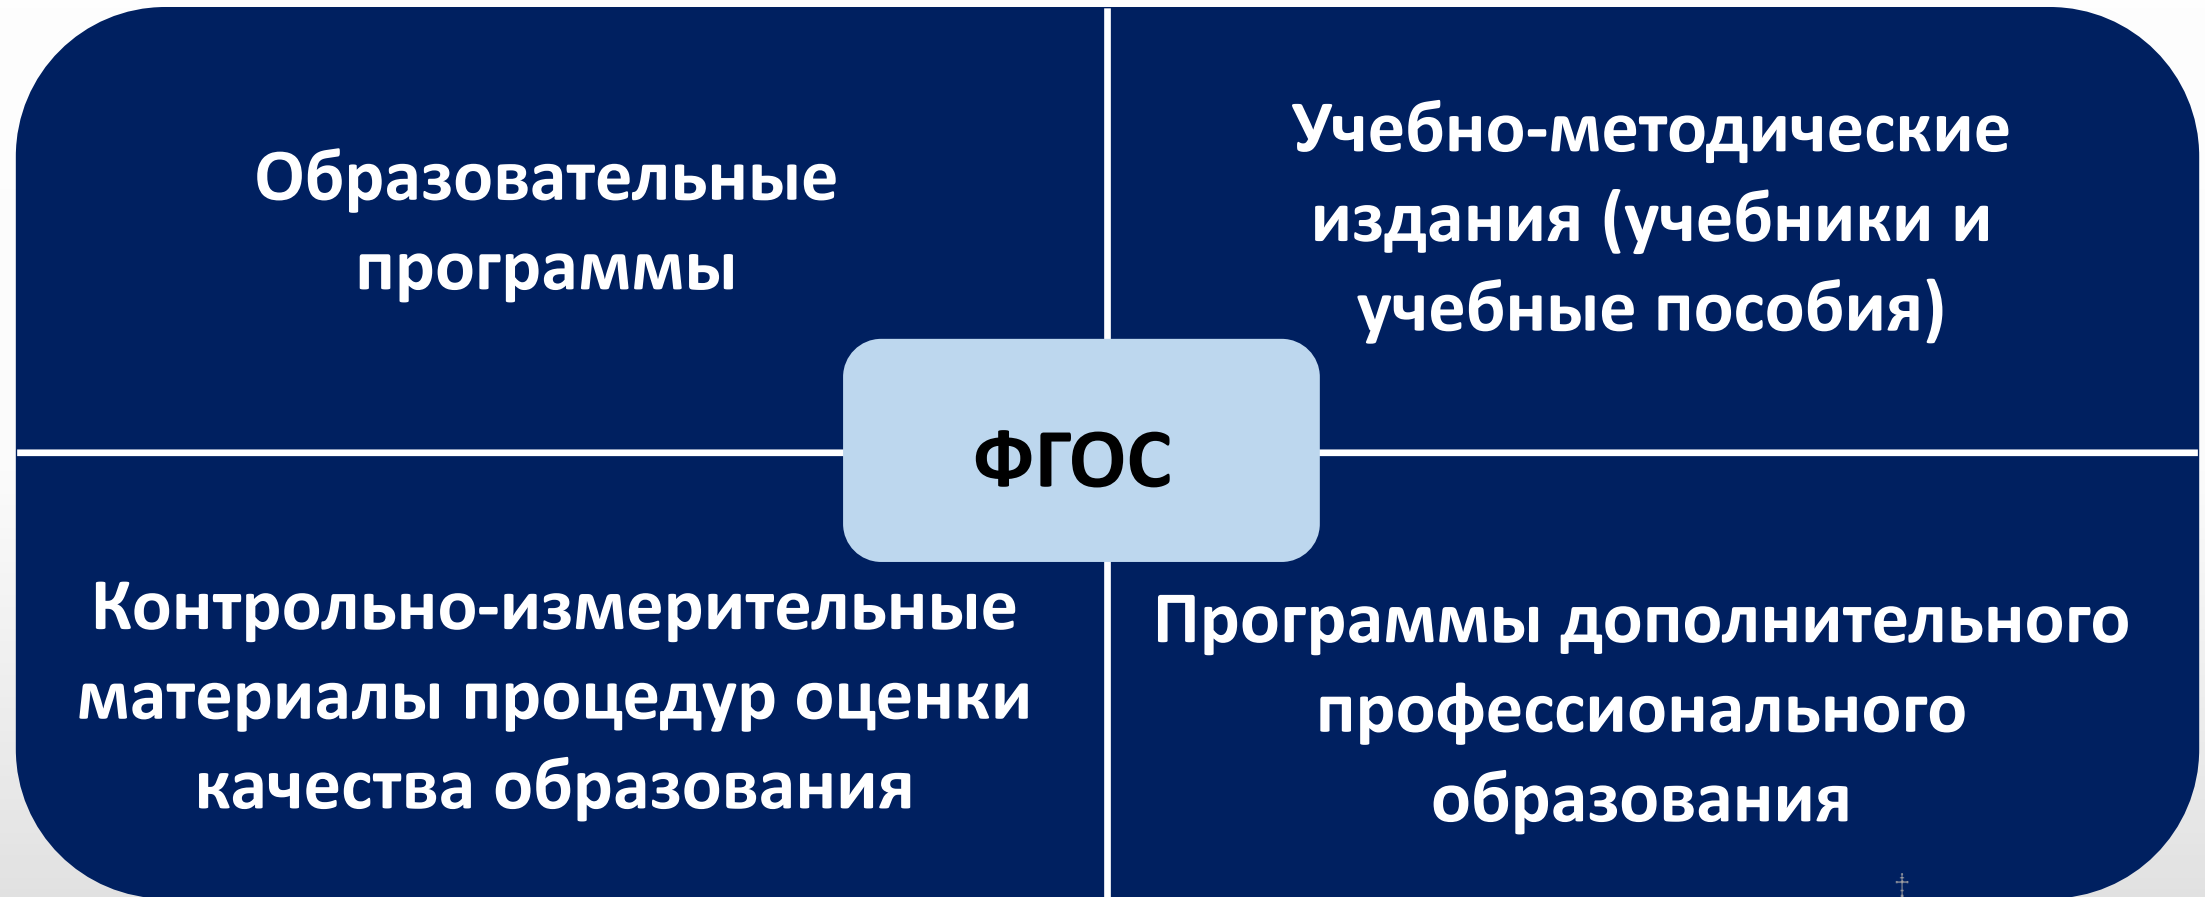 Образовательные
программы
Учебно-методические
издания (учебники и
учебные пособия)
ФГОС
Контрольно-измерительные
материалы процедур оценки
качества образования
Программы дополнительного
профессионального
образования